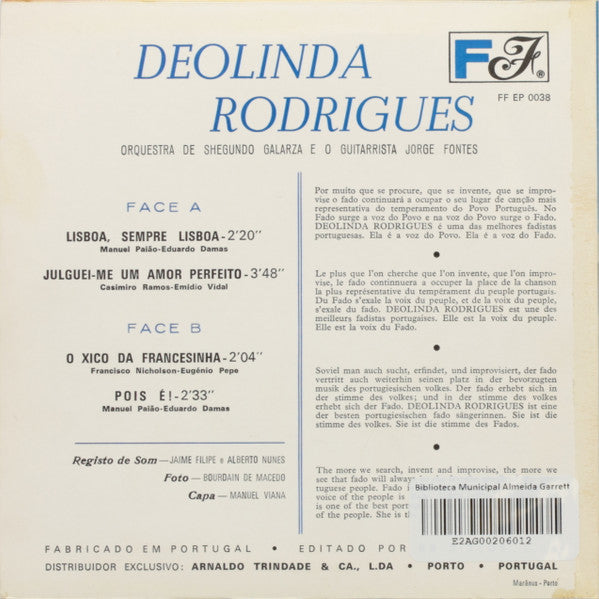 DEOLINDA
RODRIGUES
FF®
FF EP 0038
ORQUESTRA DE SHEGUNDO GALARZA E O GUITARRISTA JORGE FONTES
FACE A
LISBOA, SEMPRE LISBOA-2'20''
Manuel Paião-Eduardo Damas
JULGUEI-ME UM AMOR PERFEITO-3'48''
Casimiro Ramos-Emídio Vidal
FACE B
O XICO DA FRANCESINHA-2'04''
Francisco Nicholson-Eugénio Pepe
POIS É!-2'33''
Manuel Paião-Eduardo Damas
Registo de Som—JAIME FILIPE e ALBERTO NUNES
Foto—BOURDAIN DE MACEDO
Capa—MANUEL VIANA
Por muito que se procure, que se invente, que se impro-
vise o fado continuará a ocupar o seu lugar de canção mais
representativa do temperamento do Povo Português. No
Fado surge a voz do Povo e na voz do Povo surge o Fado.
DEOLINDA RODRIGUES é uma das melhores fadistas
portuguesas. Ela é a voz do Povo. Ela é a voz do Fado.
Le plus que l'on cherche que l'on invente, que l'on impro-
vise, le fado continnuera a occuper la place de la chanson
la plus représentative du tempérament du peuple portugais.
Du Fado s'exale la voix du peuple, et de la voix du peuple,
s'exale du fado. DEOLINDA RODRIGUES est une des
meilleurs fadistas portugaises. Elle est la voix du peuple.
Elle est la voix du Fado.
Soviel man auch sucht, erfindet, und improvisiert, der fado
vertritt auch weiterhin seinen platz in der bevorzugten
musik des portugiesischen volkes. Der fado erhebt sich in
der stimme des volkes; und in der stimme des volkes
erhebt sich der Fado. DEOLINDA RODRIGUES ist eine
der besten portugiesischen fado sängerinnen. Sie ist die
stimme des volkes. Sie ist die stimme des Fados.
The more we search, invent and improvise, the more we
see that fado will always
tuguese people. Fado i
voice of the people is
is one of the best port
of the people. She is th
Biblioteca Municipal Almeida Garrett
E2AG00206012
FABRICADO EM PORTUGAL • EDITADO POR
DISTRIBUIDOR EXCLUSIVO: ARNALDO TRINDADE & CA., L.DA • PORTO • PORTUGAL
Marânus - Porto